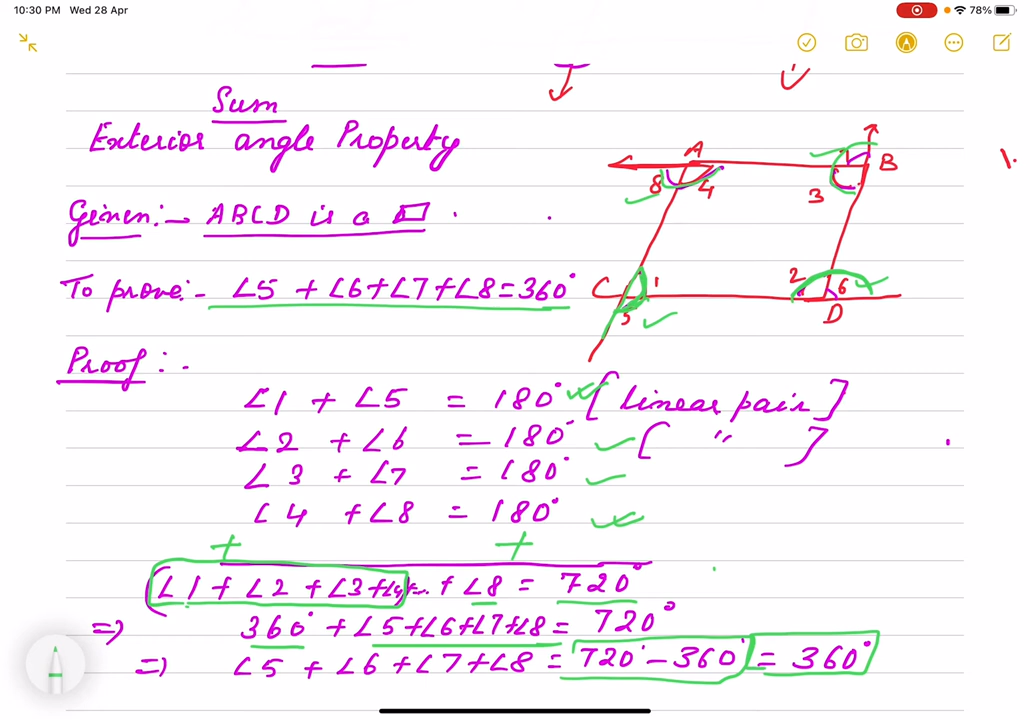 10:30 PM Wed 28 Apr
78%
Sum
Exterior angle Property
Given:- ABCD is a ▱.
To prove:- ∠5 + ∠6+∠7+∠8=360°
A
B
8
4
7
3
C
1
2
6
5
D
1.
Proof:-
∠1 + ∠5 = 180° [linear pair]
∠2 + ∠6 = 180° [ " ]
∠3 + ∠7 = 180°
∠4 + ∠8 = 180°
+ +
(∠1 + ∠2 + ∠3 + ∠4)+... + ∠8 = 720°
=) 360° + ∠5+∠6+∠7+∠8 = 720°
=) ∠5 + ∠6 + ∠7 + ∠8 = 720° - 360° = 360°